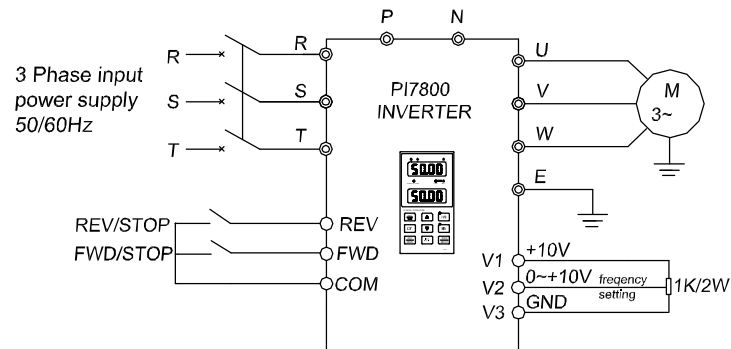 P N
R R U
3 Phase input
power supply
50/60Hz
S S
T T
PI7800
INVERTER
V
W
M
3~
50.00
50.00
E
REV/STOP REV
FWD/STOP FWD
COM
V1 +10V
V2 0~+10V freqency
setting
1K/2W
V3 GND